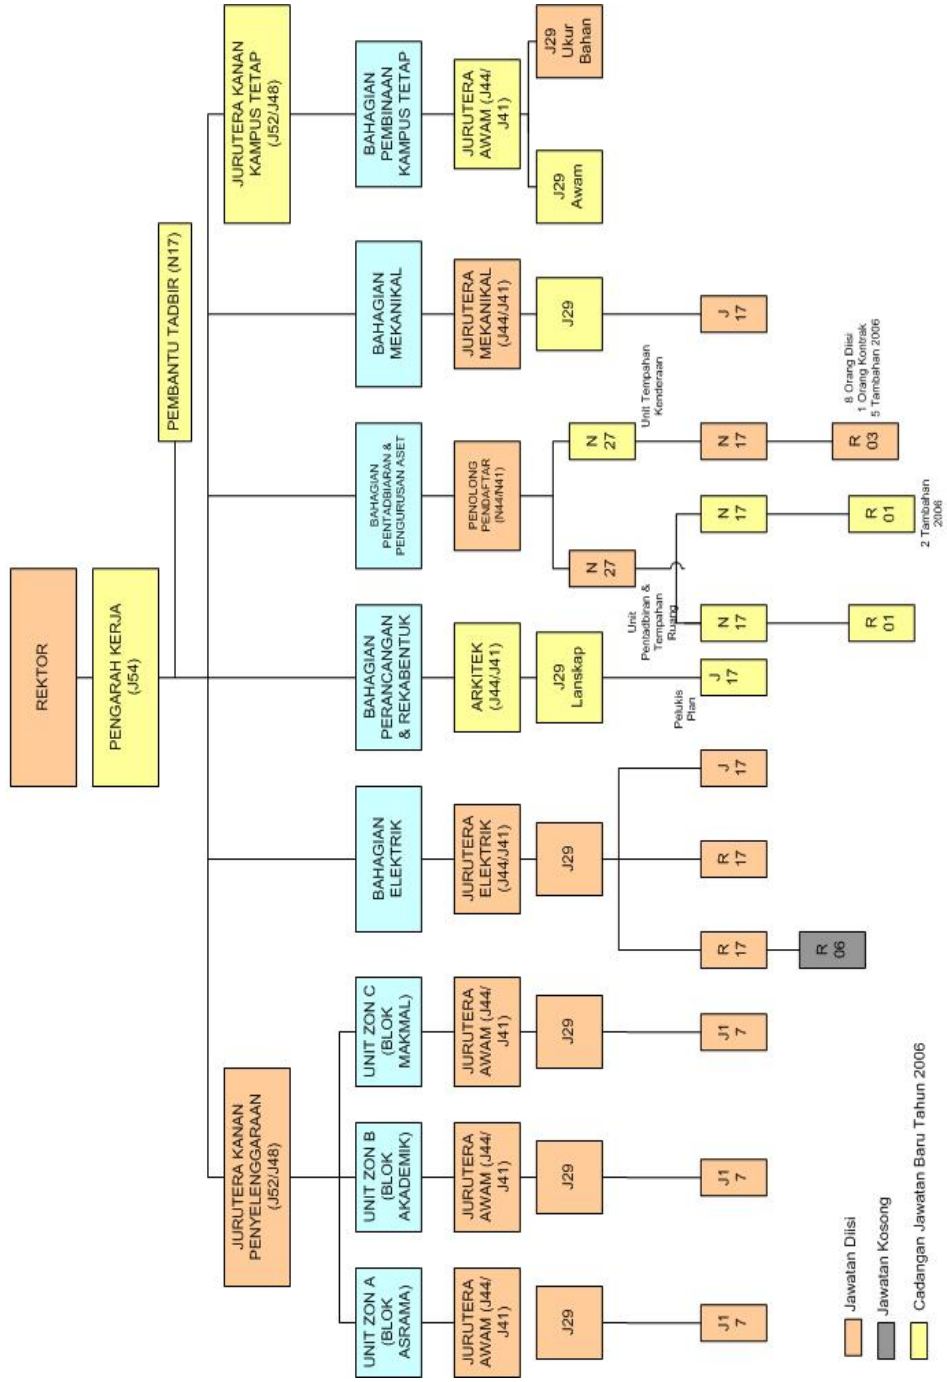 REKTOR
PENGARAH KERJA
(J54)
PEMBANTU TADBIR (N17)
JURUTERA KANAN
PENYELENGGARAAN
(J52/J48)
JURUTERA KANAN
KAMPUS TETAP
(J52/J48)
UNIT ZON A
(BLOK
ASRAMA)
UNIT ZON B
(BLOK
AKADEMIK)
UNIT ZON C
(BLOK
MAKMAL)
BAHAGIAN
ELEKTRIK
BAHAGIAN
PERANCANGAN
& REKABENTUK
BAHAGIAN
PENTADBIARAN &
PENGURUSAN ASET
BAHAGIAN
MEKANIKAL
BAHAGIAN
PEMBINAAN
KAMPUS TETAP
JURUTERA
AWAM (J44/
J41)
JURUTERA
AWAM (J44/
J41)
JURUTERA
AWAM (J44/
J41)
JURUTERA
ELEKTRIK
(J44/J41)
ARKITEK
(J44/J41)
PENOLONG
PENDAFTAR
(N44/N41)
JURUTERA
MEKANIKAL
(J44/J41)
JURUTERA
AWAM (J44/
J41)
J29
J29
J29
J29
J29
Lanskap
N
27
N
27
J29
J29
Awam
J29
Ukur
Bahan
Unit
Pentadbiran &
Tempahan
Ruang
Unit Tempahan
Kenderaan
Pelukis
Plan
J1
7
J1
7
J1
7
R
17
R
17
J
17
J
17
N
17
N
17
N
17
J
17
R
06
R
01
R
01
R
03
2 Tambahan
2006
8 Orang Diisi
1 Orang Kontrak
5 Tambahan 2006
Jawatan Diisi
Jawatan Kosong
Cadangan Jawatan Baru Tahun 2006